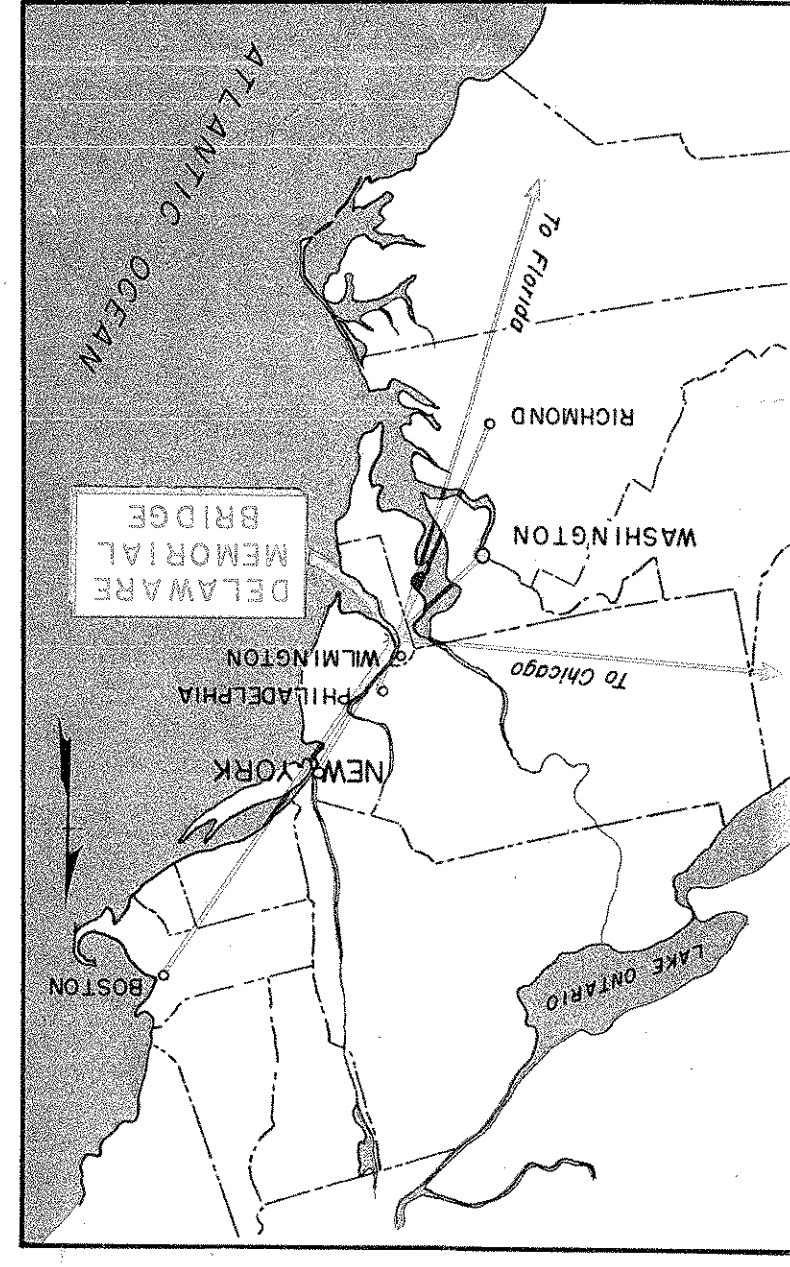 LAKE ONTARIO
BOSTON
NEW YORK
PHILADELPHIA
WILMINGTON
To Chicago
DELAWARE
MEMORIAL
BRIDGE
WASHINGTON
RICHMOND
To Florida
ATLANTIC OCEAN